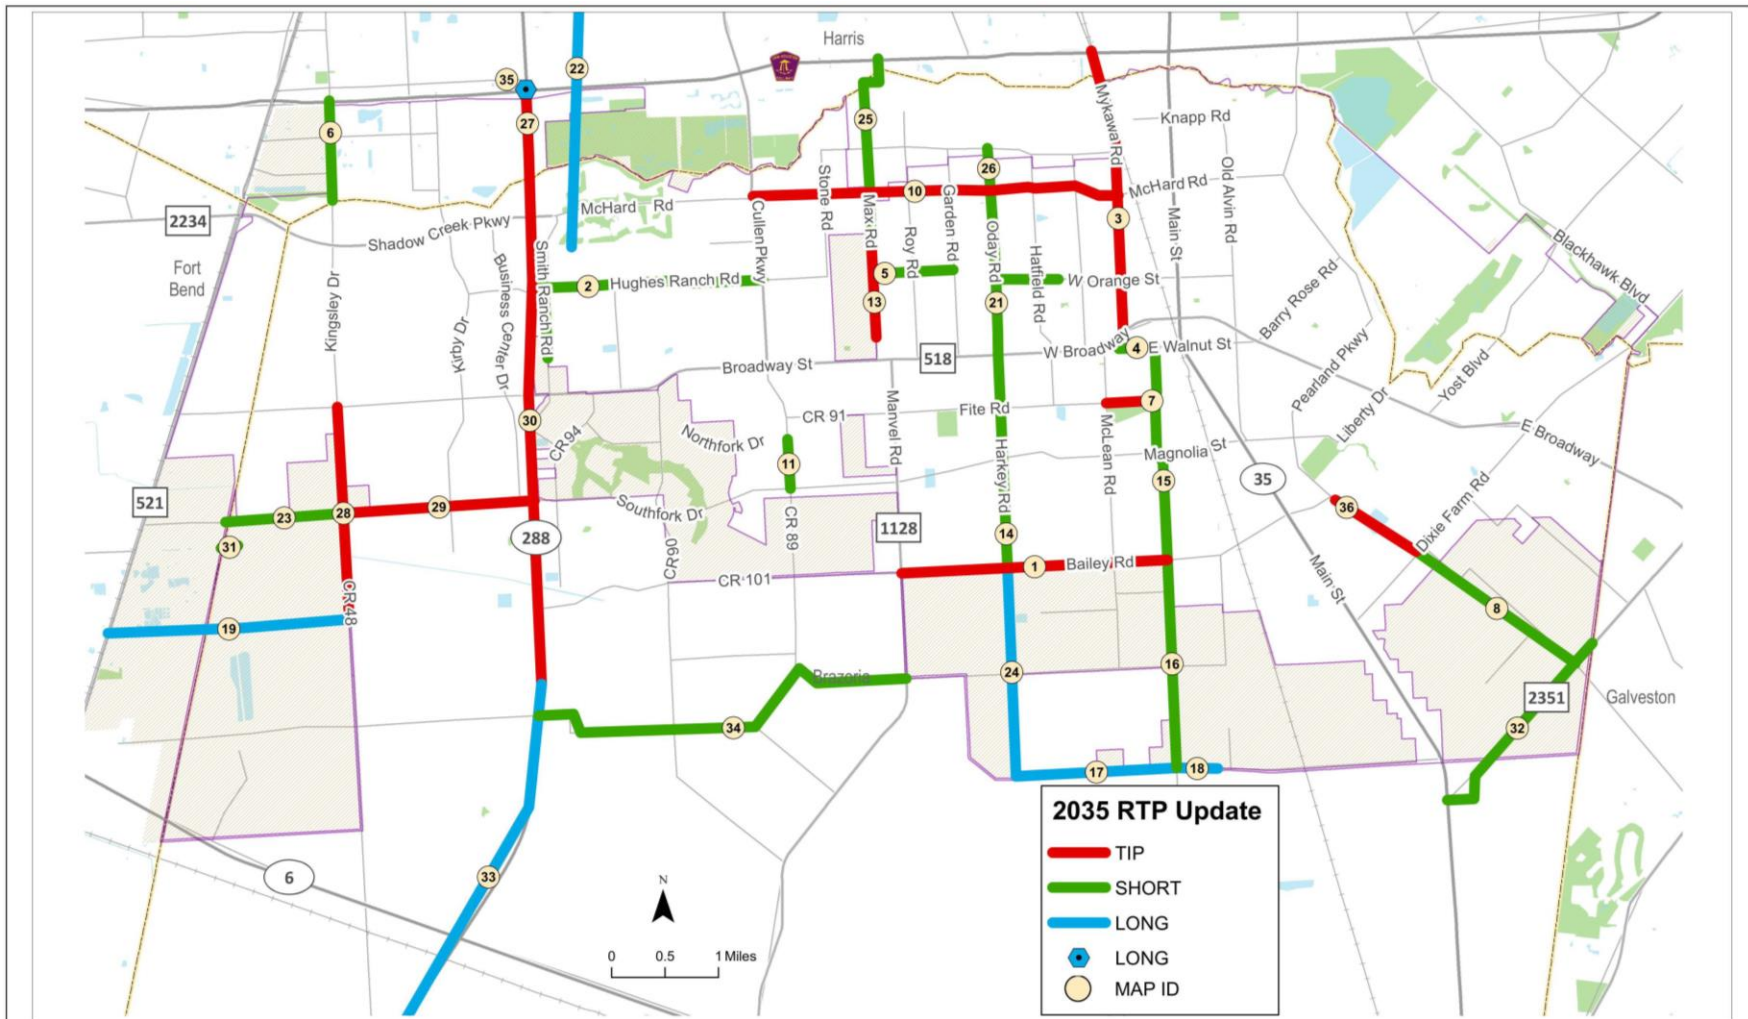 Harris
35
22
27
6
25
Mykawa Rd
Knapp Rd
26
Stone Rd
10
McHard Rd
Old Alvin Rd
2234
Shadow Creek Pkwy
McHard Rd
Cullen Pkwy
Max Rd
Roy Rd
Garden Rd
Oday Rd
3
Main St
Blackhawk Blvd
Fort
Bend
Kingsley Dr
Kirby Dr
Business Center Dr
Smith Ranch Rd
2
Hughes Ranch Rd
5
13
21
Hatfield Rd
W Orange St
Barry Rose Rd
Broadway St
518
W Broadway
4
E Walnut St
Pearland Pkwy
Yost Blvd
Liberty Dr
30
CR 94
Northfork Dr
CR 91
Manvel Rd
Fite Rd
7
McLean Rd
E Broadway
11
Harkey Rd
Magnolia St
35
15
521
23
28
29
Southfork Dr
CR 89
1128
36
Dixie Farm Rd
31
288
CR 90
14
CR 101
1
Bailey Rd
Main St
CR 48
8
19
24
16
Brazoria
2351
Galveston
34
32
17
18
6
33
N
0 0.5 1 Miles
2035 RTP Update
TIP
SHORT
LONG
LONG
MAP ID